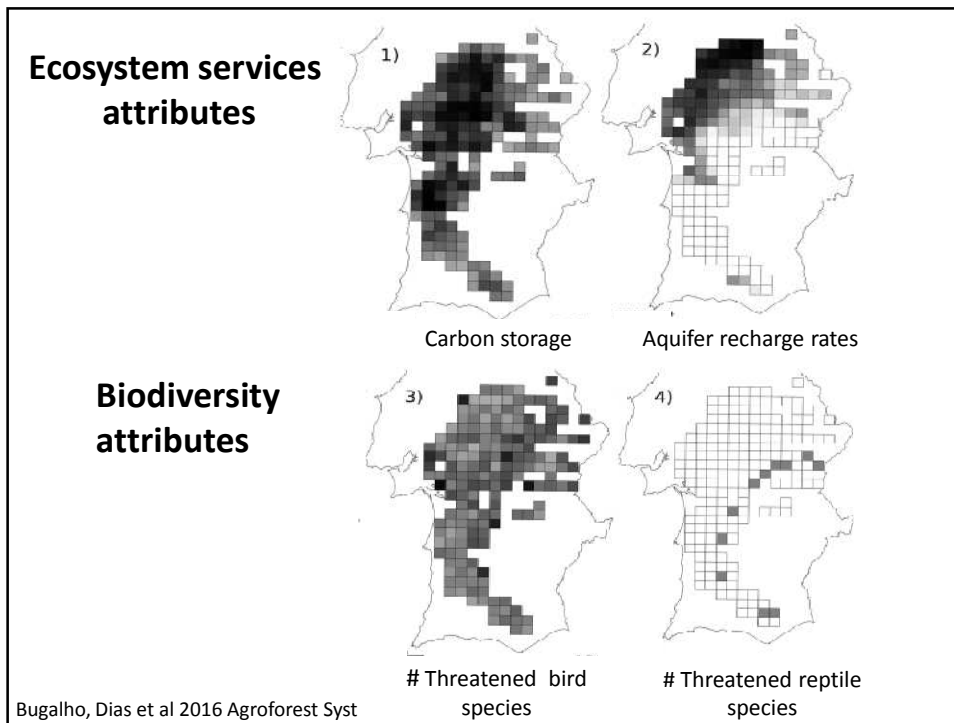 Ecosystem services
attributes
1)
2)
Carbon storage
Aquifer recharge rates
Biodiversity
attributes
3)
4)
# Threatened bird
species
# Threatened reptile
species
Bugalho, Dias et al 2016 Agroforest Syst